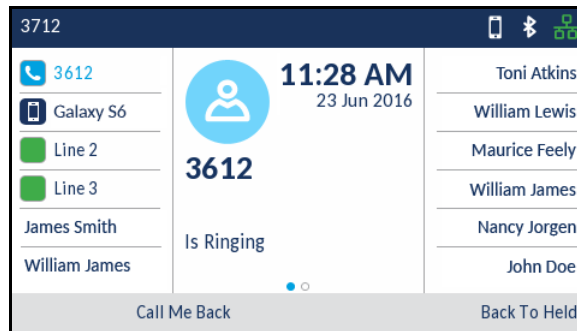 3712
3612
Galaxy S6
Line 2
Line 3
James Smith
William James
11:28 AM
23 Jun 2016
3612
Is Ringing
Toni Atkins
William Lewis
Maurice Feely
William James
Nancy Jorgen
John Doe
Call Me Back
Back To Held